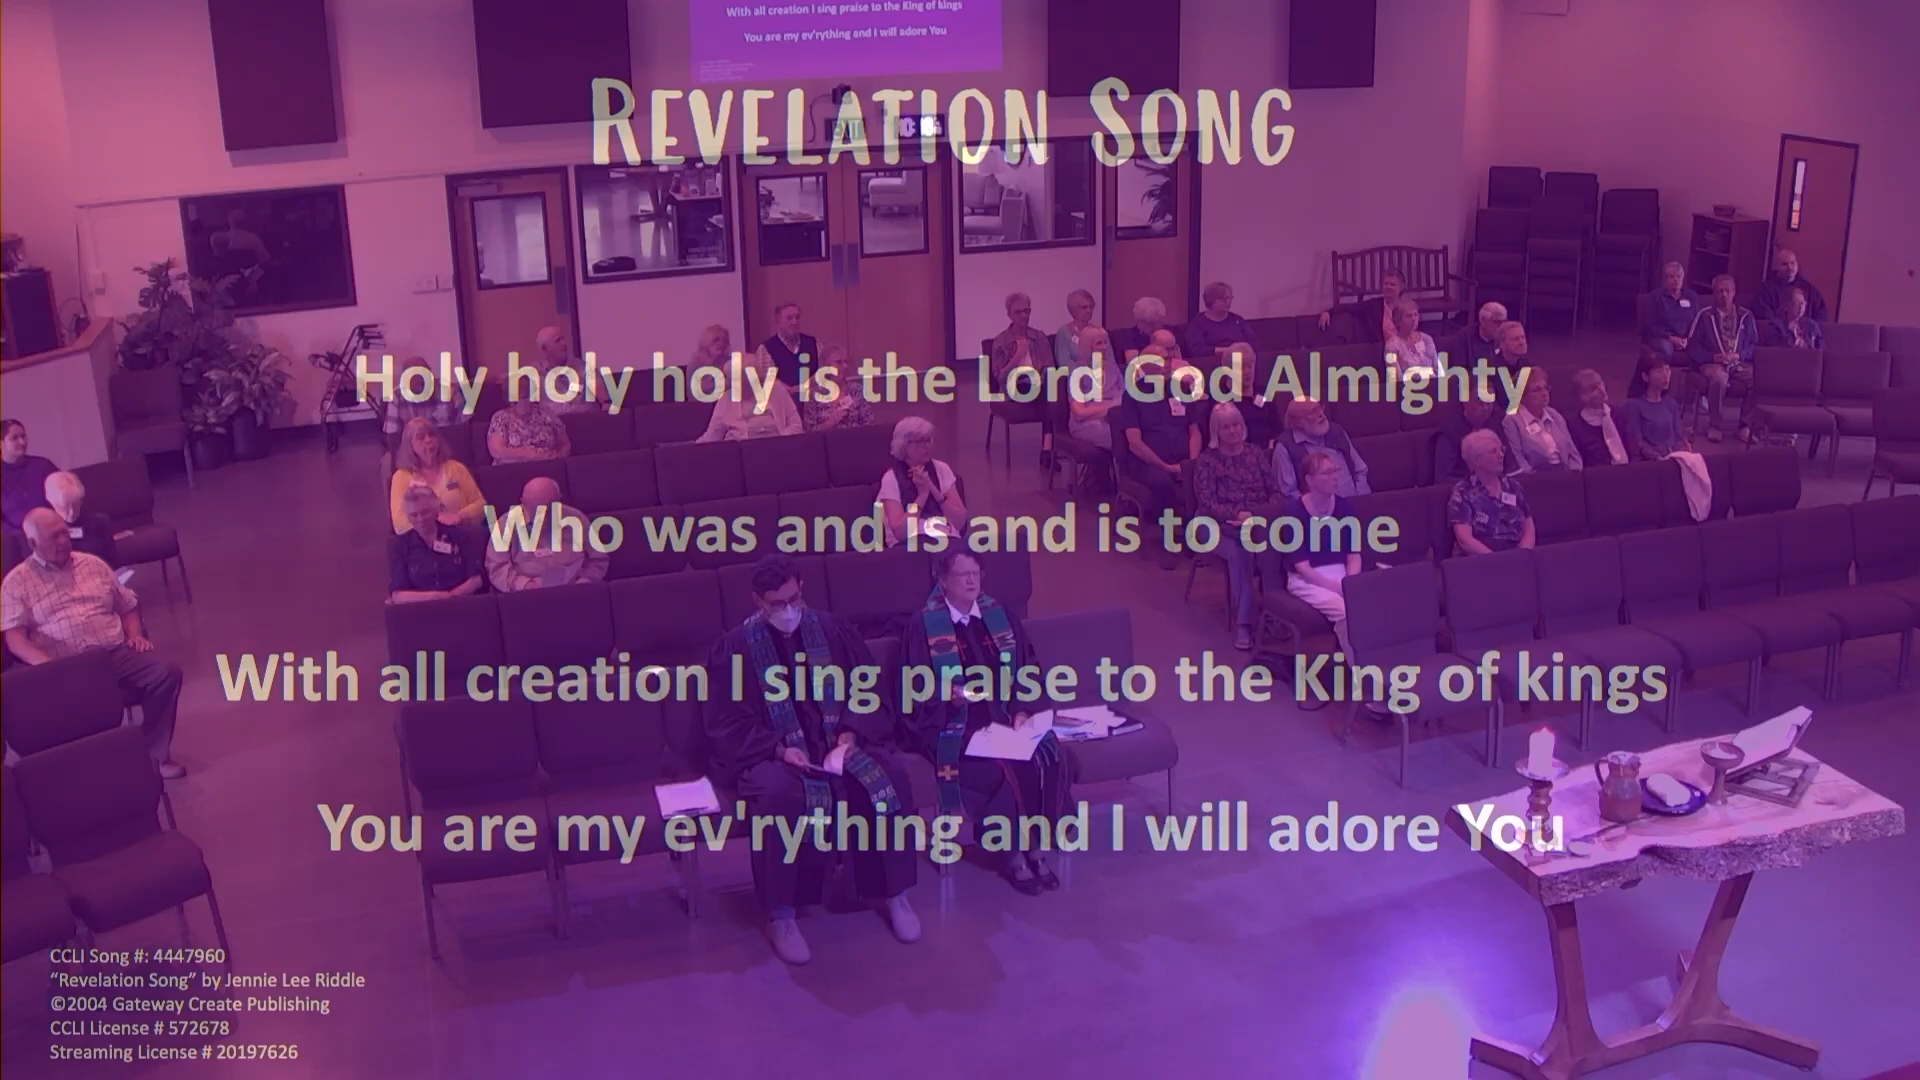 With all creation I sing praise to the King of kings
You are my ev'rything and I will adore You
REVELATION SONG
EXIT
Holy holy holy is the Lord God Almighty
Who was and is and is to come
With all creation I sing praise to the King of kings
You are my ev'rything and I will adore You
CCLI Song #: 4447960
“Revelation Song” by Jennie Lee Riddle
©2004 Gateway Create Publishing
CCLI License # 572678
Streaming License # 20197626